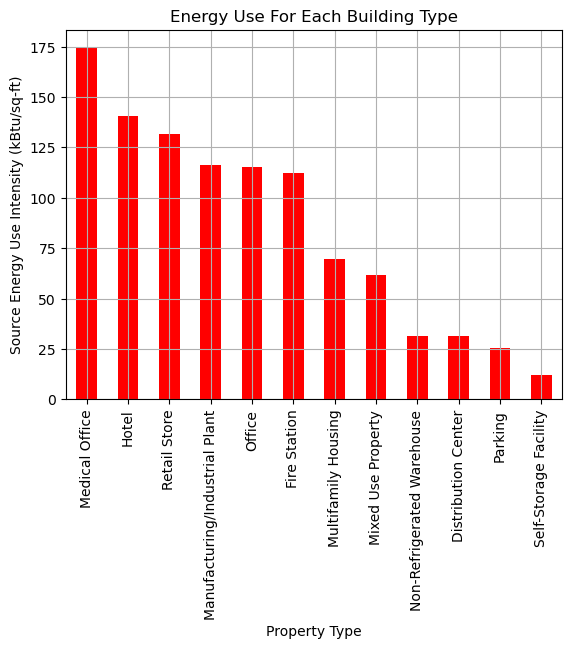 Energy Use For Each Building Type
Source Energy Use Intensity (kBtu/sq-ft)
175
150
125
100
75
50
25
0
Medical Office
Hotel
Retail Store
Manufacturing/Industrial Plant
Office
Fire Station
Multifamily Housing
Mixed Use Property
Non-Refrigerated Warehouse
Distribution Center
Parking
Self-Storage Facility
Property Type